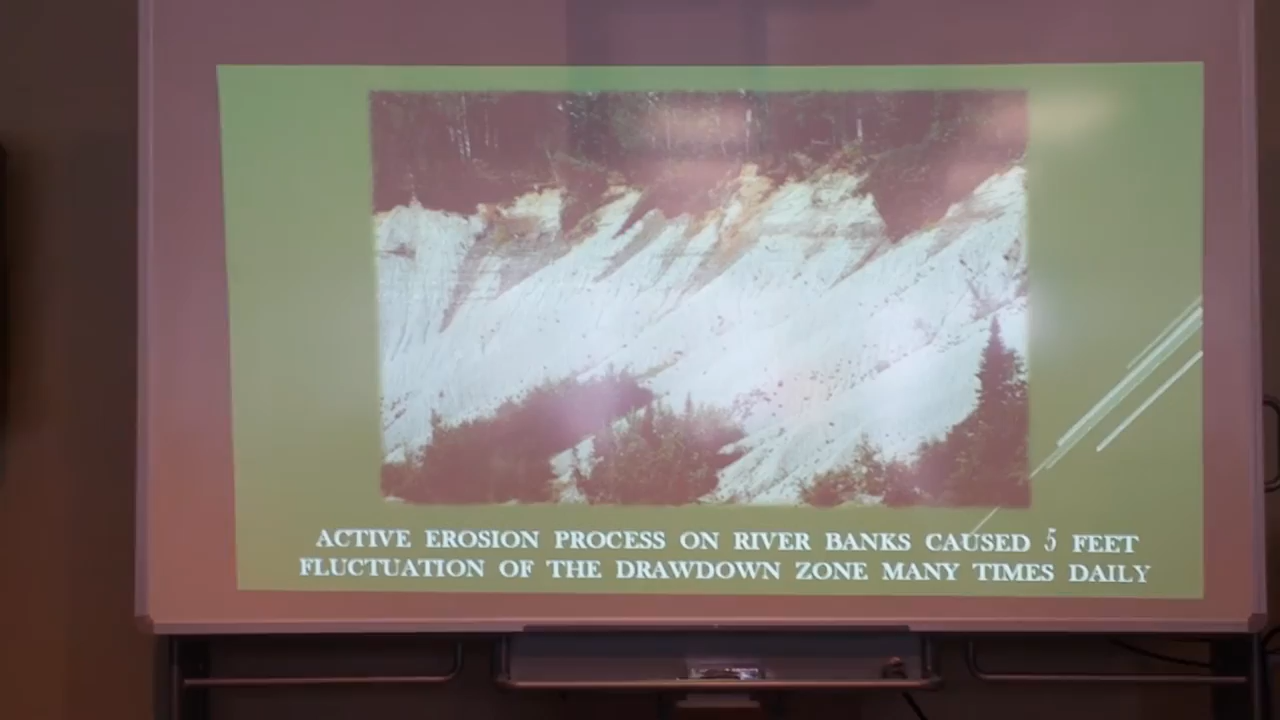 ACTIVE EROSION PROCESS ON RIVER BANKS CAUSED 5 FEET
FLUCTUATION OF THE DRAWDOWN ZONE MANY TIMES DAILY